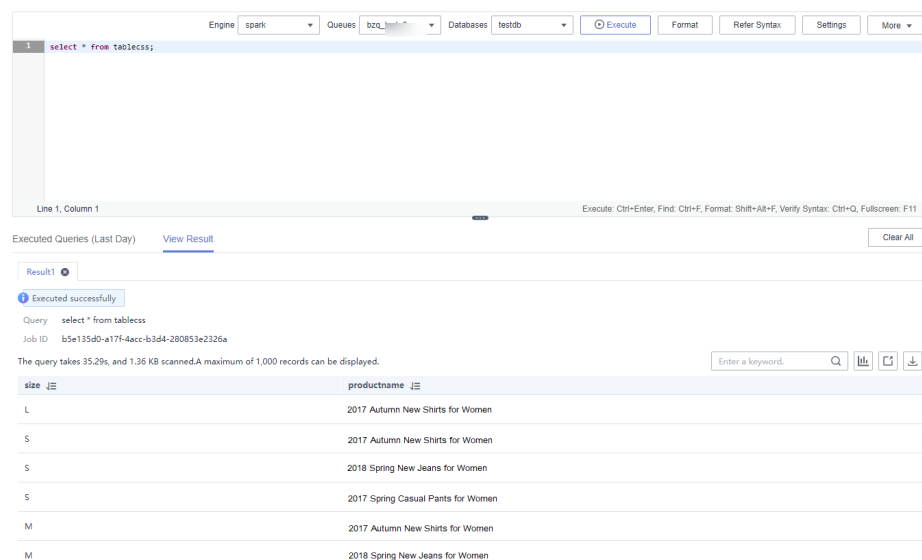 Engine spark Queues Databases testdb Execute Format Refer Syntax Settings More
1 select * from tablecss;
Line 1, Column 1 Execute: Ctrl+Enter, Find: Ctrl+F, Format: Shift+Alt+F, Verify Syntax: Ctrl+Q, Fullscreen: F11
Executed Queries (Last Day) View Result Clear All
Result1
Executed successfully
Query select * from tablecss
Job ID b5e135d0-a17f-4acc-b3d4-280853e2326a
The query takes 35.29s, and 1.36 KB scanned.A maximum of 1,000 records can be displayed. Enter a keyword.
size productname
L 2017 Autumn New Shirts for Women
S 2017 Autumn New Shirts for Women
S 2018 Spring New Jeans for Women
S 2017 Spring Casual Pants for Women
M 2017 Autumn New Shirts for Women
M 2018 Spring New Jeans for Women